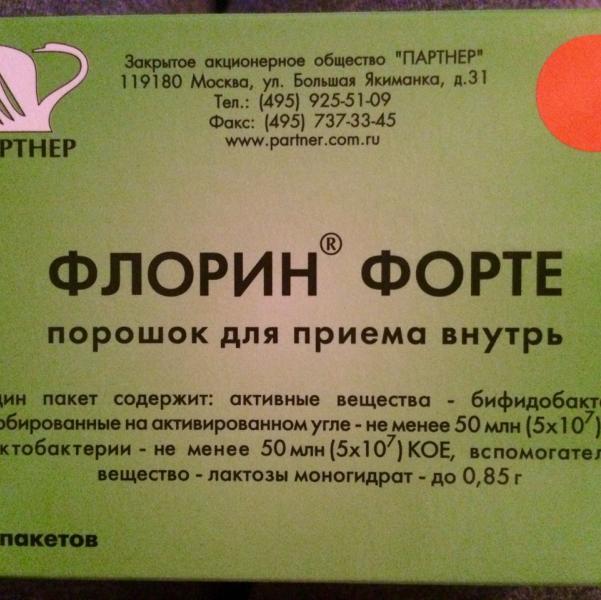 Закрытое акционерное общество "ПАРТНЕР"
119180 Москва, ул. Большая Якиманка, д.31
Тел.: (495) 925-51-09
Факс: (495) 737-33-45
www.partner.com.ru
РТНЕР
ФЛОРИН® ФОРТЕ
порошок для приема внутрь
дин пакет содержит: активные вещества - бифидобакте
рбированные на активированном угле - не менее 50 млн (5х10⁷)
ктобактерии - не менее 50 млн (5х10⁷) КОЕ, вспомогател
вещество - лактозы моногидрат - до 0,85 г
пакетов